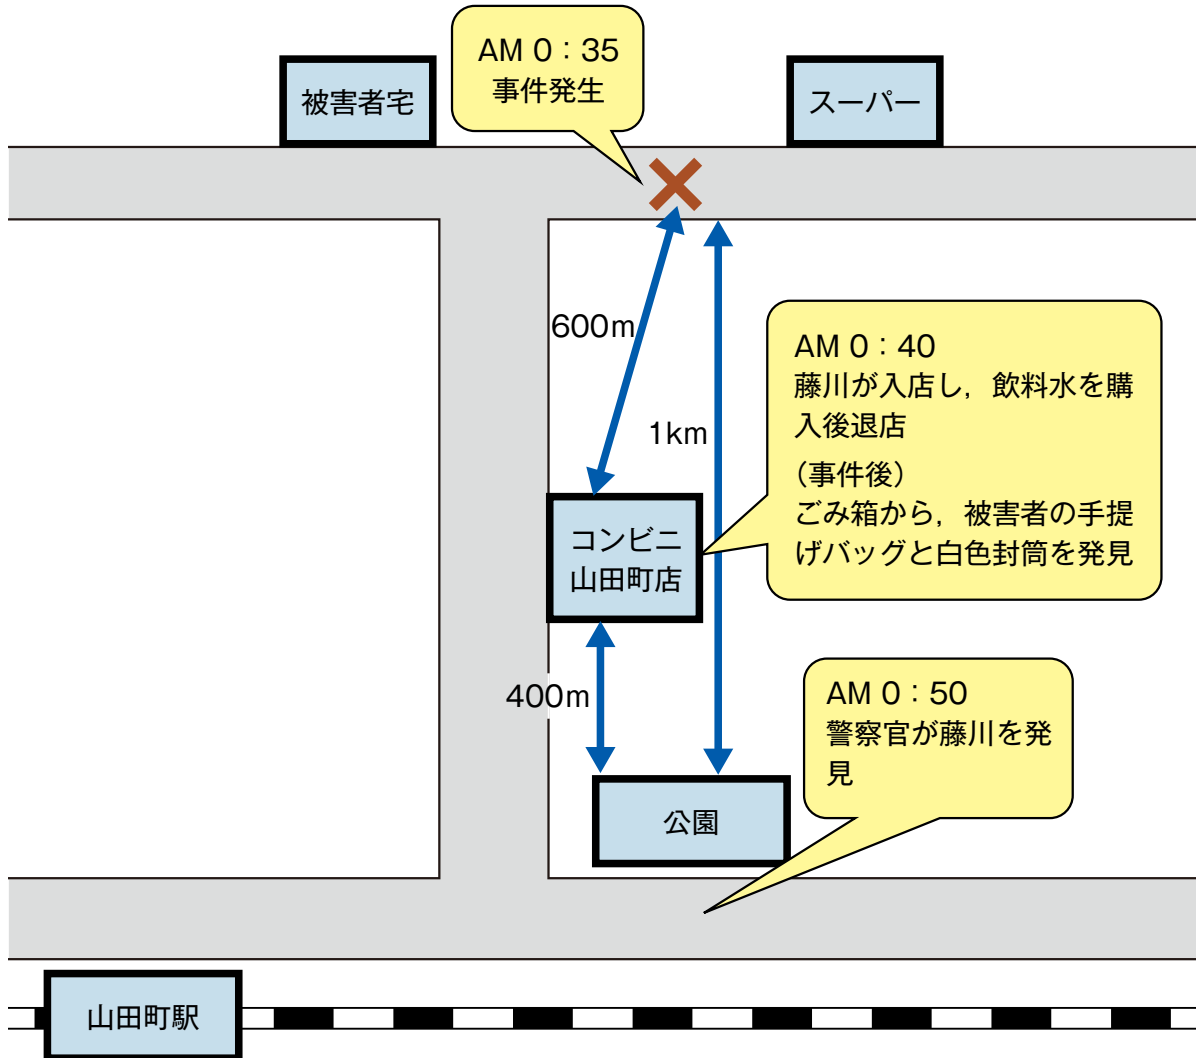 AM 0：35
事件発生
被害者宅
スーパー
600m
1km
AM 0：40
藤川が入店し，飲料水を購
入後退店
（事件後）
ごみ箱から，被害者の手提
げバッグと白色封筒を発見
コンビニ
山田町店
400m
AM 0：50
警察官が藤川を発
見
公園
山田町駅